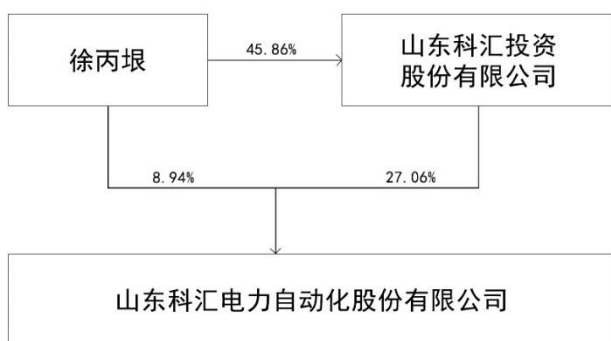 徐丙垠
45.86%
山东科汇投资
股份有限公司
8.94%
27.06%
山东科汇电力自动化股份有限公司